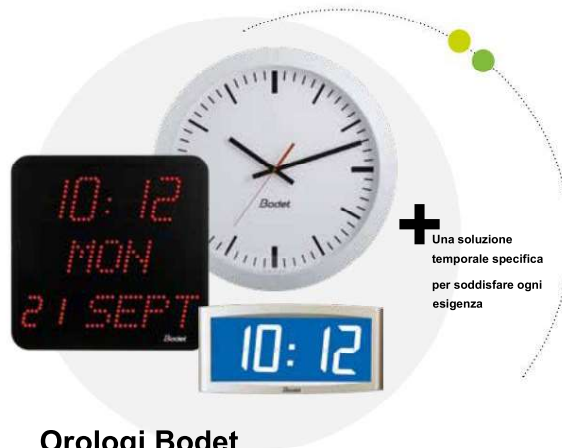 Bodet
10:12
MON
21 SEPT
Bodet
10:12
Bodet
Una soluzione
temporale specifica
per soddisfare ogni
esigenza
Orologi Bodet